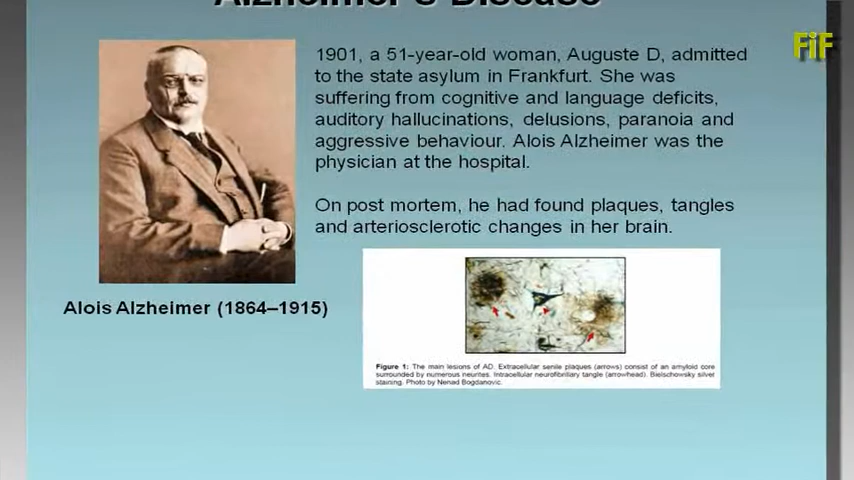 Alzheimer's Disease
FiF
1901, a 51-year-old woman, Auguste D, admitted
to the state asylum in Frankfurt. She was
suffering from cognitive and language deficits,
auditory hallucinations, delusions, paranoia and
aggressive behaviour. Alois Alzheimer was the
physician at the hospital.
On post mortem, he had found plaques, tangles
and arteriosclerotic changes in her brain.
Alois Alzheimer (1864–1915)
Figure 1: The main lesions of AD. Extracellular senile plaques (arrows) consist of an amyloid core
surrounded by numerous neurites. Intracellular neurofibrillary tangle (arrowhead). Bielschowsky silver
staining. Photo by Nenad Bogdanovic.